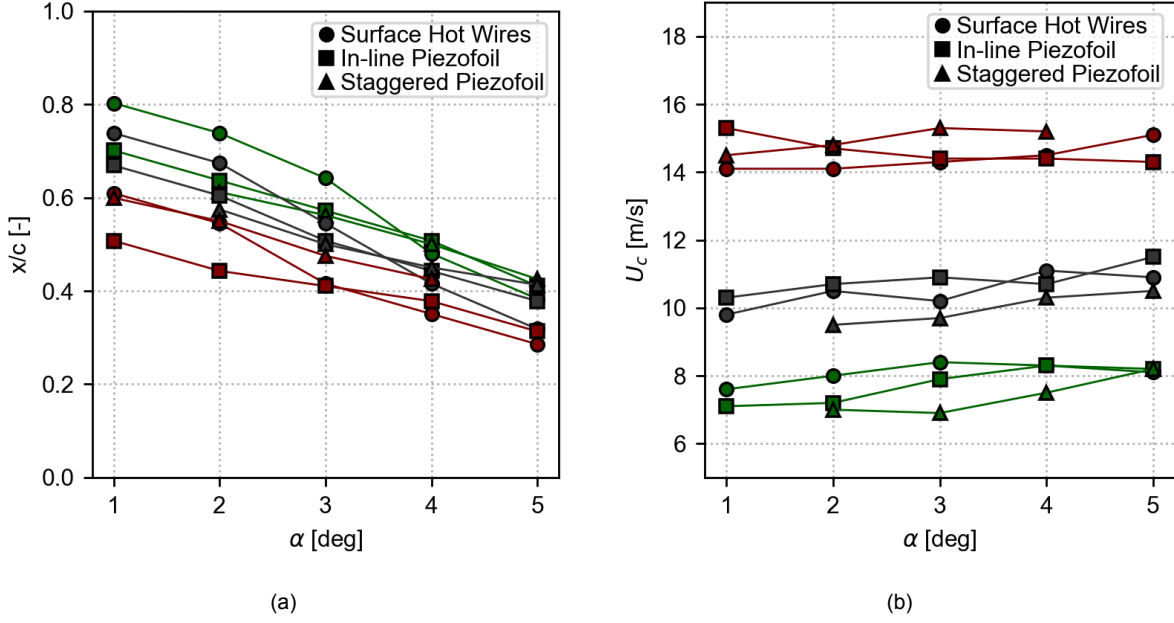 Surface Hot Wires
In-line Piezofoil
Staggered Piezofoil
1.0
0.8
0.6
0.4
0.2
0.0
x/c [-]
1 2 3 4 5
α [deg]
(a)
Surface Hot Wires
In-line Piezofoil
Staggered Piezofoil
18
16
14
12
10
8
6
U_c [m/s]
1 2 3 4 5
α [deg]
(b)